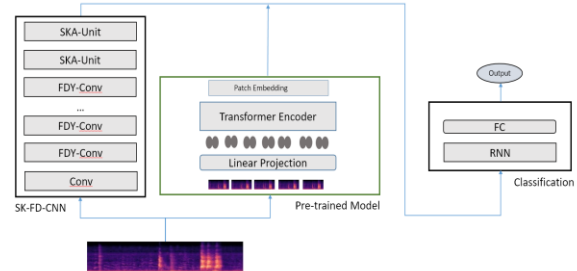 SKA-Unit
SKA-Unit
FDY-Conv
...
FDY-Conv
FDY-Conv
Conv
SK-FD-CNN
Patch Embedding
Transformer Encoder
Linear Projection
Pre-trained Model
Output
FC
RNN
Classification